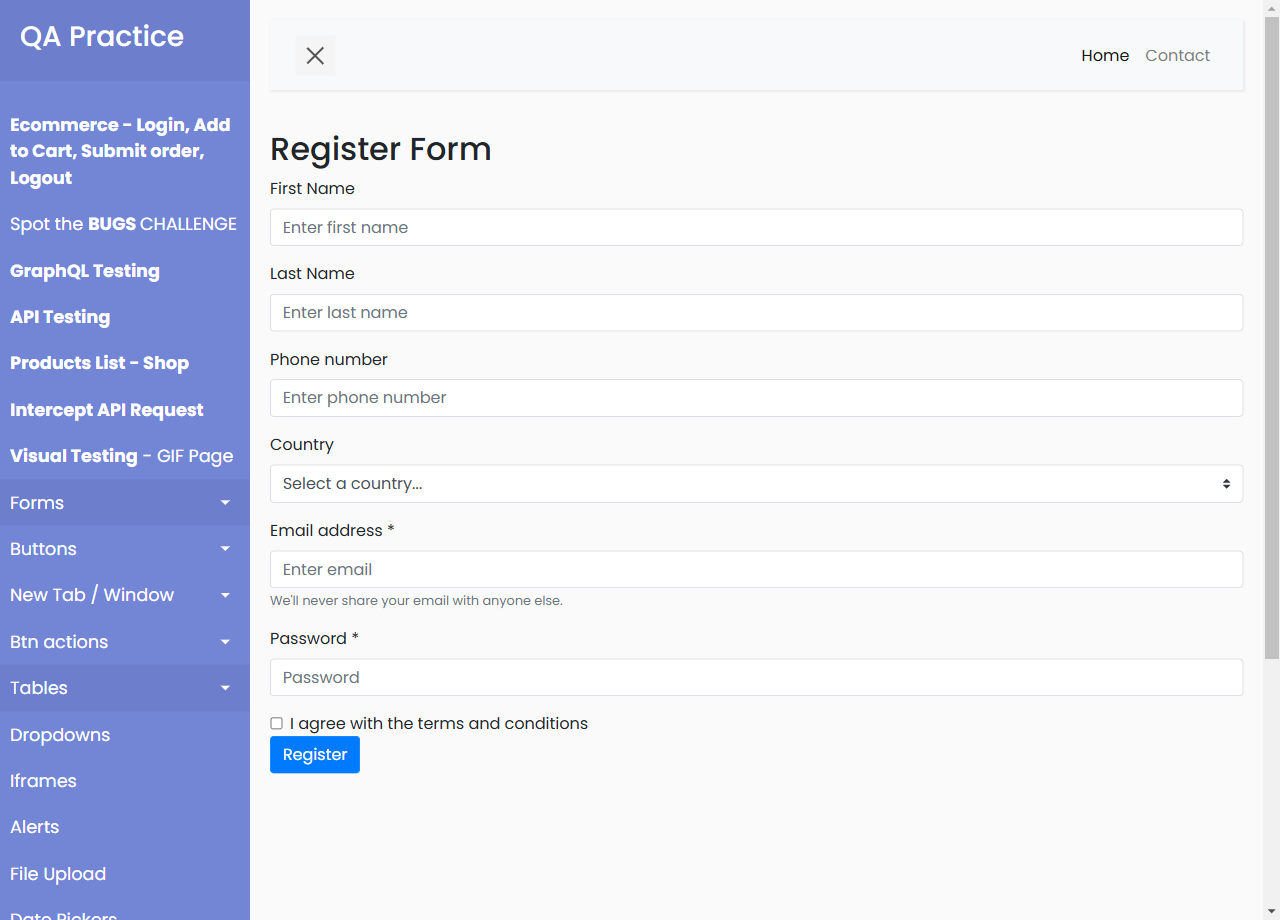 QA Practice
Ecommerce - Login, Add
to Cart, Submit order,
Logout
Spot the BUGS CHALLENGE
GraphQL Testing
API Testing
Products List - Shop
Intercept API Request
Visual Testing - GIF Page
Forms
Buttons
New Tab / Window
Btn actions
Tables
Dropdowns
Iframes
Alerts
File Upload
Date Pickers
Home
Contact
Register Form
First Name
Enter first name
Last Name
Enter last name
Phone number
Enter phone number
Country
Select a country...
Email address *
Enter email
We'll never share your email with anyone else.
Password *
Password
I agree with the terms and conditions
Register